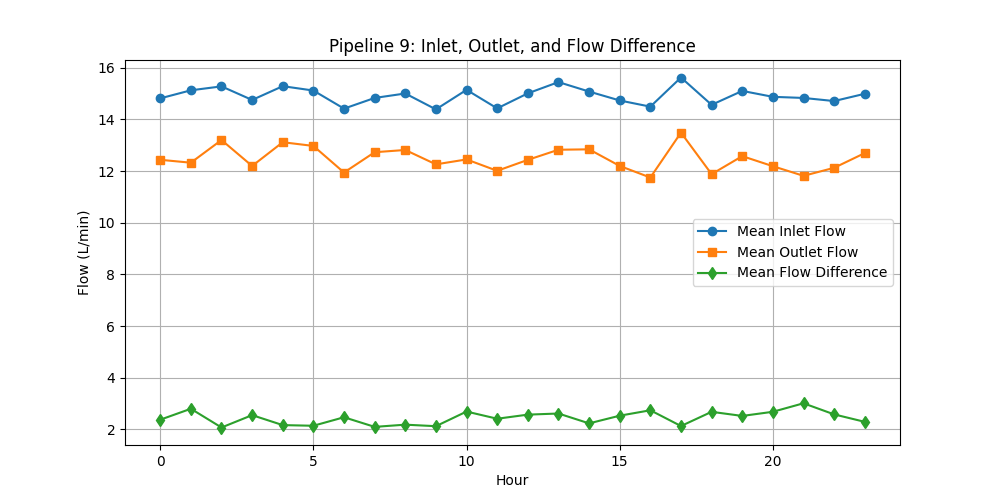 Pipeline 9: Inlet, Outlet, and Flow Difference
16
14
12
10
8
6
4
2
Flow (L/min)
Mean Inlet Flow
Mean Outlet Flow
Mean Flow Difference
0 5 10 15 20
Hour